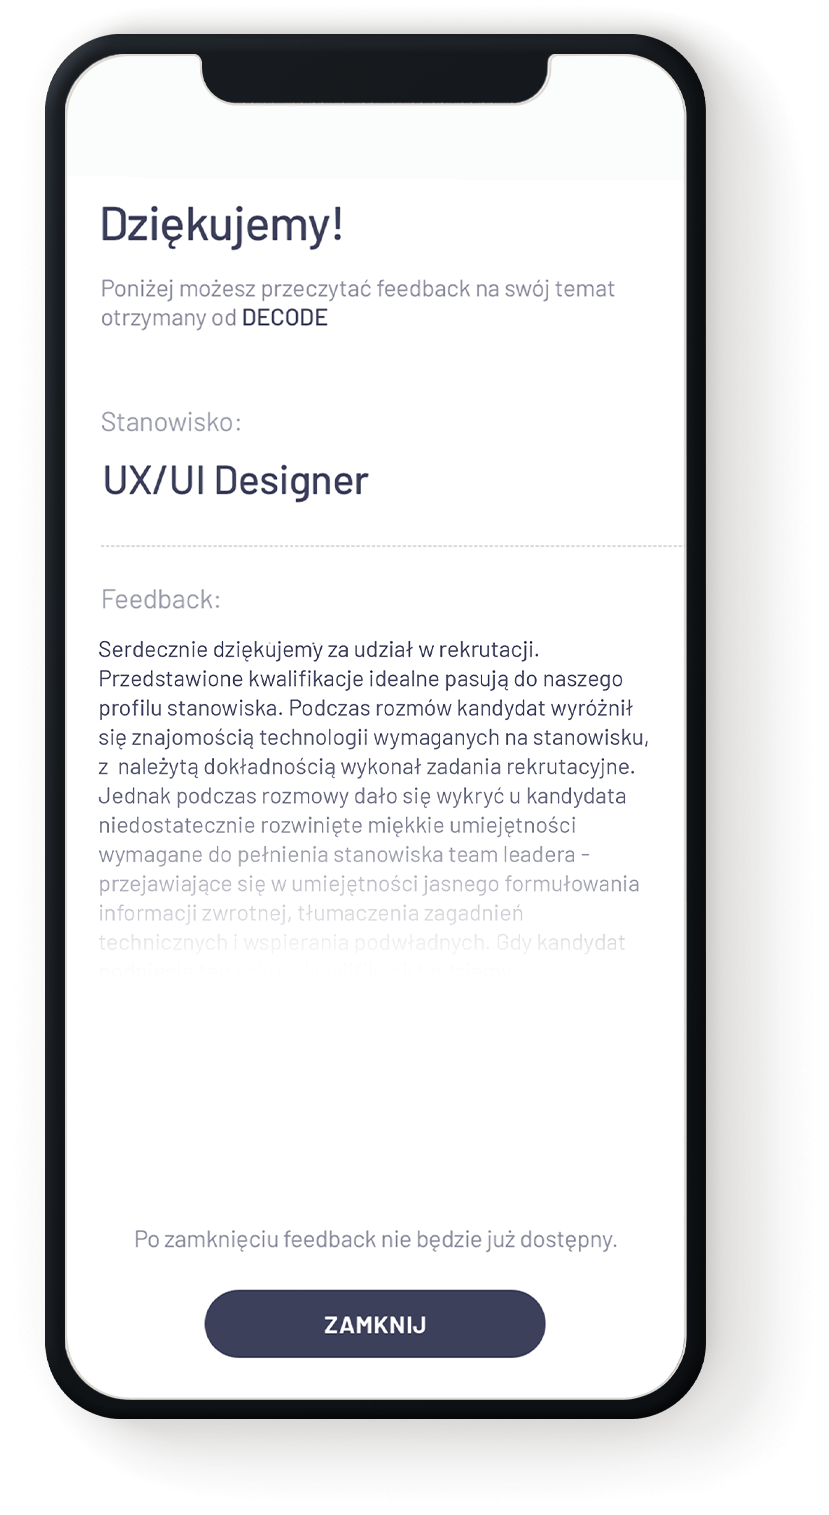 Dziękujemy!
Poniżej możesz przeczytać feedback na swój temat
otrzymany od DECODE
Stanowisko:
UX/UI Designer
Feedback:
Serdecznie dziękujemy za udział w rekrutacji.
Przedstawione kwalifikacje idealne pasują do naszego
profilu stanowiska. Podczas rozmów kandydat wyróżnił
się znajomością technologii wymaganych na stanowisku,
z  należytą dokładnością wykonał zadania rekrutacyjne.
Jednak podczas rozmowy dało się wykryć u kandydata
niedostatecznie rozwinięte miękkie umiejętności
wymagane do pełnienia stanowiska team leadera -
przejawiające się w umiejętności jasnego formułowania
informacji zwrotnej, tłumaczenia zagadnień
technicznych i wspierania podwładnych. Gdy kandydat
Po zamknięciu feedback nie będzie już dostępny.
ZAMKNIJ